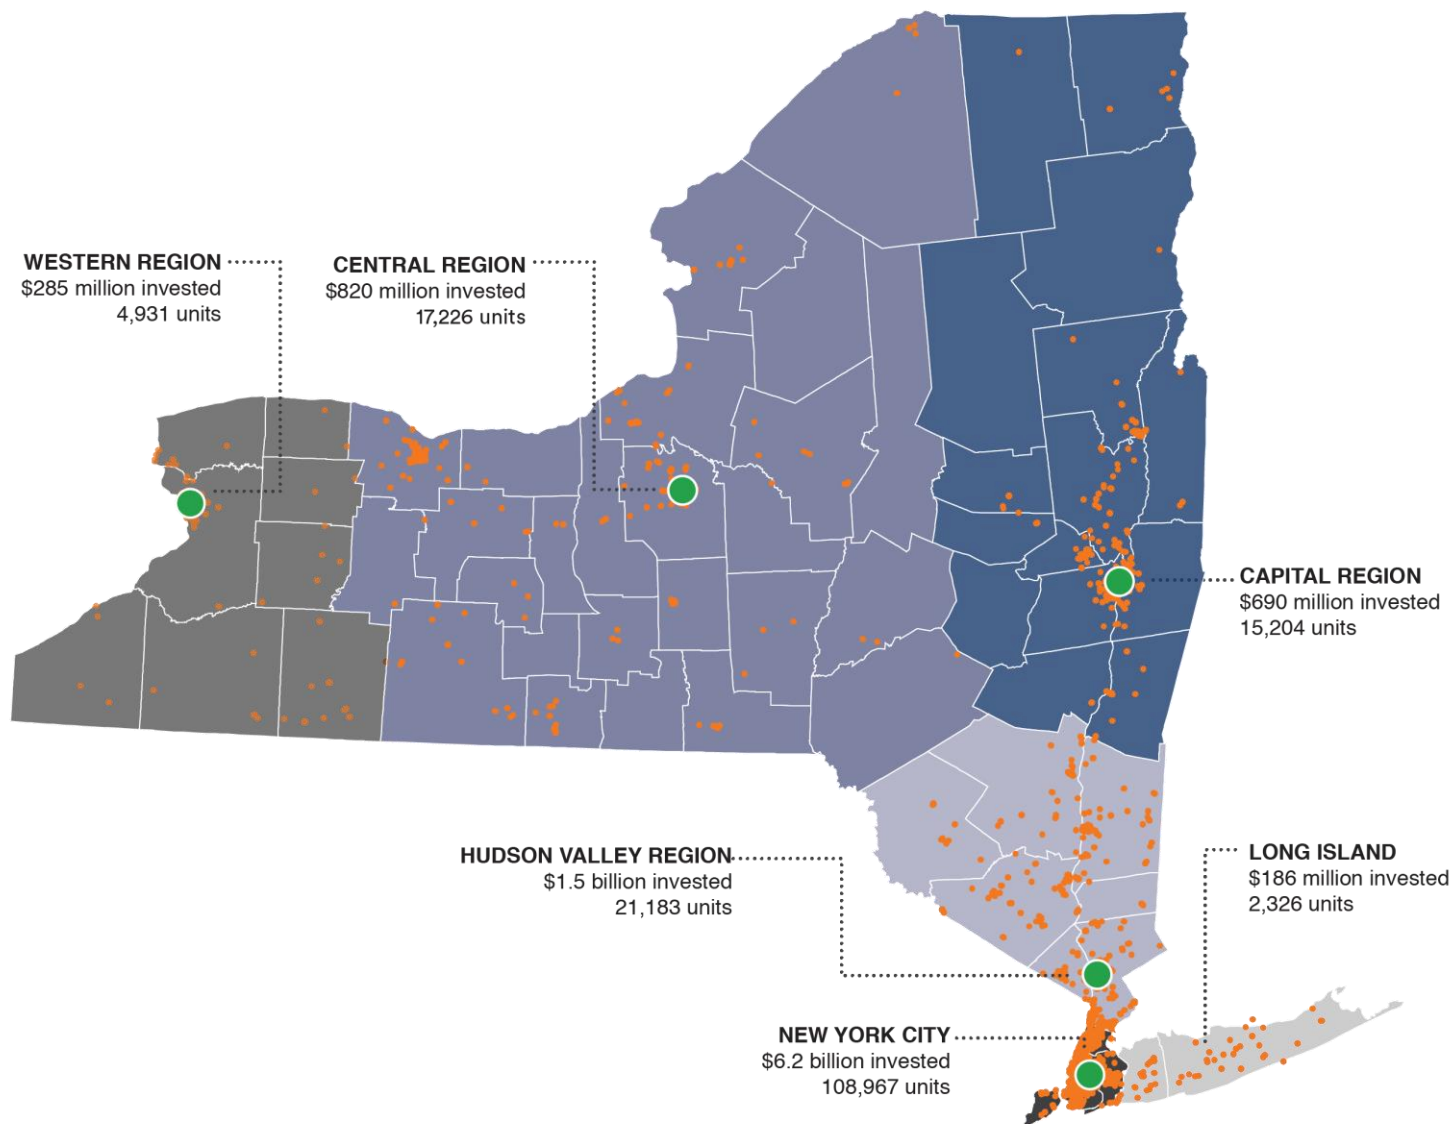 WESTERN REGION
$285 million invested
4,931 units
CENTRAL REGION
$820 million invested
17,226 units
CAPITAL REGION
$690 million invested
15,204 units
HUDSON VALLEY REGION
$1.5 billion invested
21,183 units
LONG ISLAND
$186 million invested
2,326 units
NEW YORK CITY
$6.2 billion invested
108,967 units